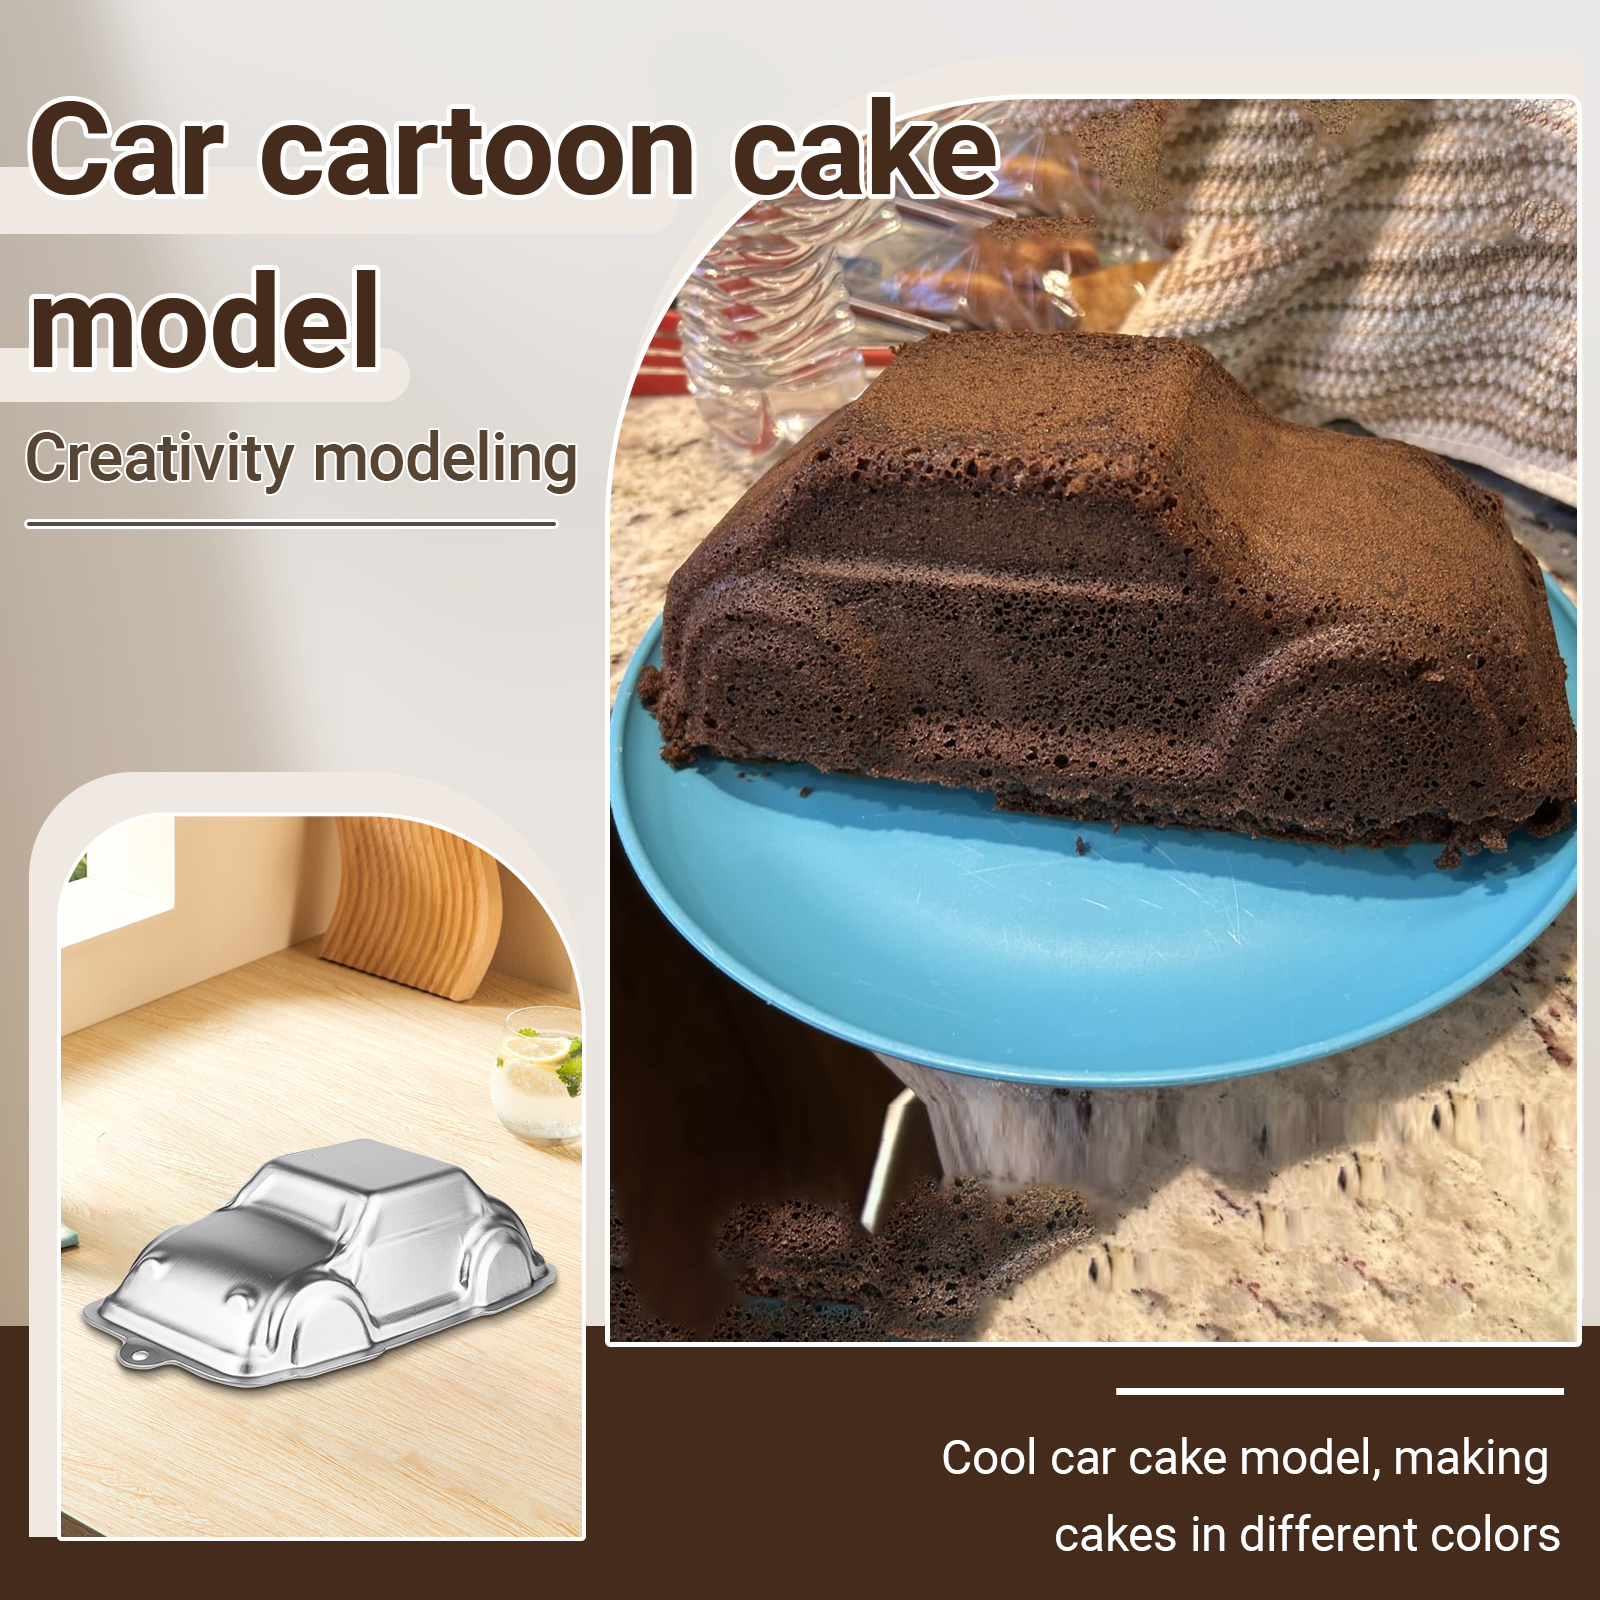 Car cartoon cake
model
Creativity modeling
Cool car cake model, making
cakes in different colors